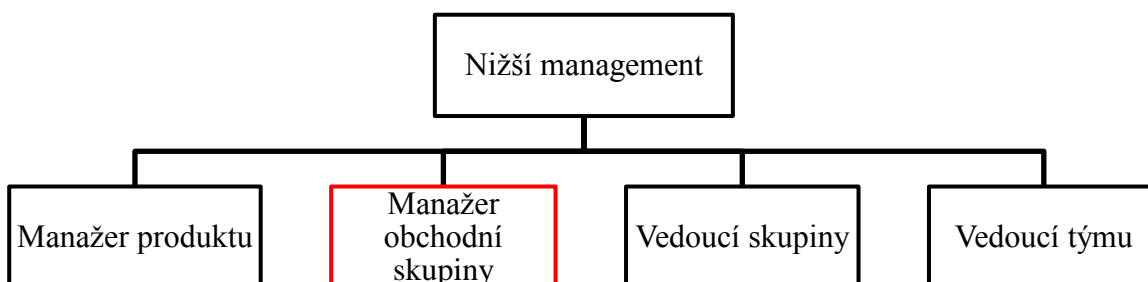 Nižší management
Manažer produktu
Manažer
obchodní
skupiny
Vedoucí skupiny
Vedoucí týmu